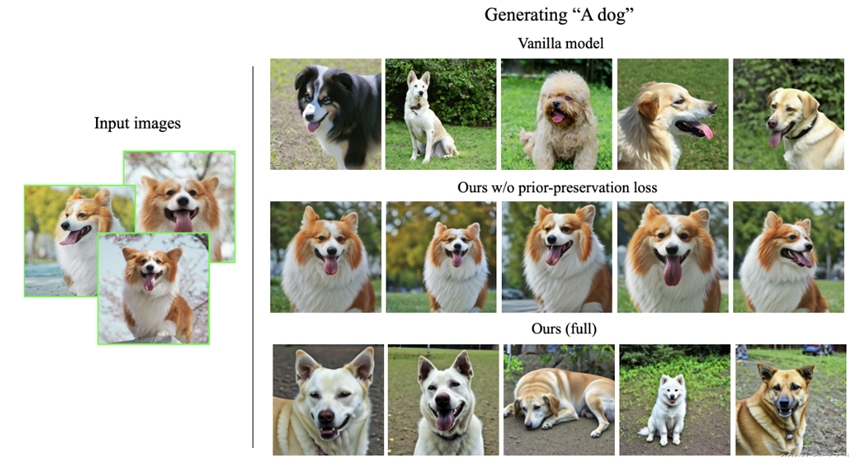 Generating “A dog”
Vanilla model
Input images
Ours w/o prior-preservation loss
Ours (full)